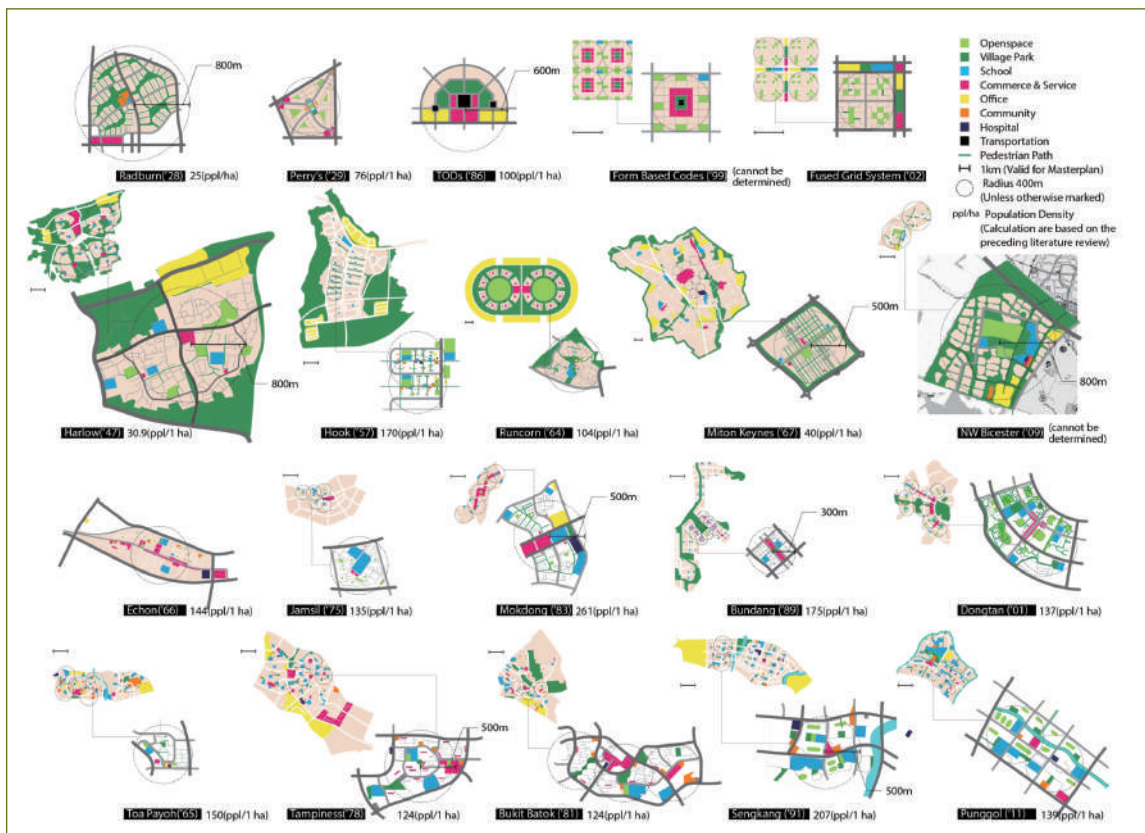 800m
600m
Radburn('28) 25(ppl/ha)
Perry's ('29) 76(ppl/1 ha)
TODs ('86) 100(ppl/1 ha)
Form Based Codes ('99) (cannot be
determined)
Fused Grid System ('02)
Openspace
Village Park
School
Commerce & Service
Office
Community
Hospital
Transportation
Pedestrian Path
1km (Valid for Masterplan)
Radius 400m
(Unless otherwise marked)
ppl/ha Population Density
(Calculation are based on the
preceding literature review)
800m
500m
800m
Harlow('47) 30.9(ppl/1 ha)
Hook ('57) 170(ppl/1 ha)
Runcorn ('64) 104(ppl/1 ha)
Miton Keynes ('67) 40(ppl/1 ha)
NW Bicester ('09) (cannot be
determined)
500m
300m
Echon('66) 144(ppl/1 ha)
Jamsil ('75) 135(ppl/1 ha)
Mokdong ('83) 261(ppl/1 ha)
Bundang ('89) 175(ppl/1 ha)
Dongtan ('01) 137(ppl/1 ha)
500m
500m
Toa Payoh('65) 150(ppl/1 ha)
Tampiness('78) 124(ppl/1 ha)
Bukit Batok ('81) 124(ppl/1 ha)
Sengkang ('91) 207(ppl/1 ha)
Punggol ('11) 139(ppl/1 ha)